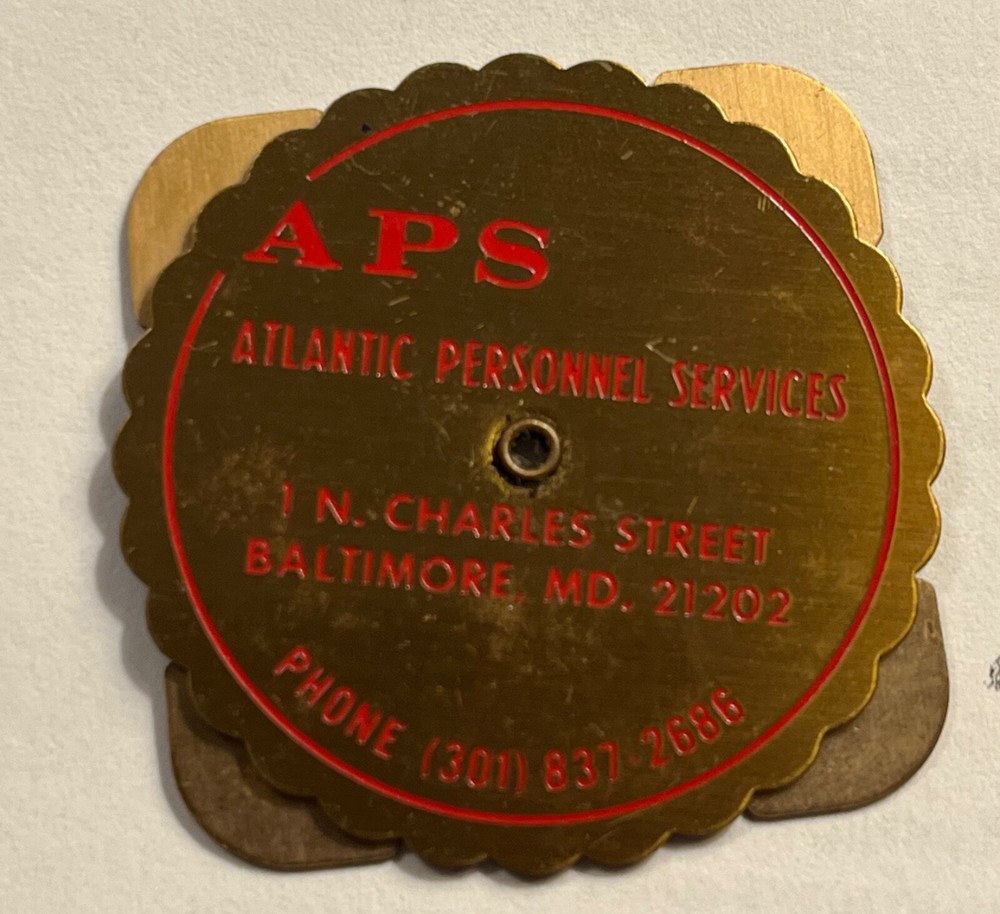 APS
ATLANTIC PERSONNEL SERVICES
1 N. CHARLES STREET
BALTIMORE, MD. 21202
PHONE (301) 837-2686